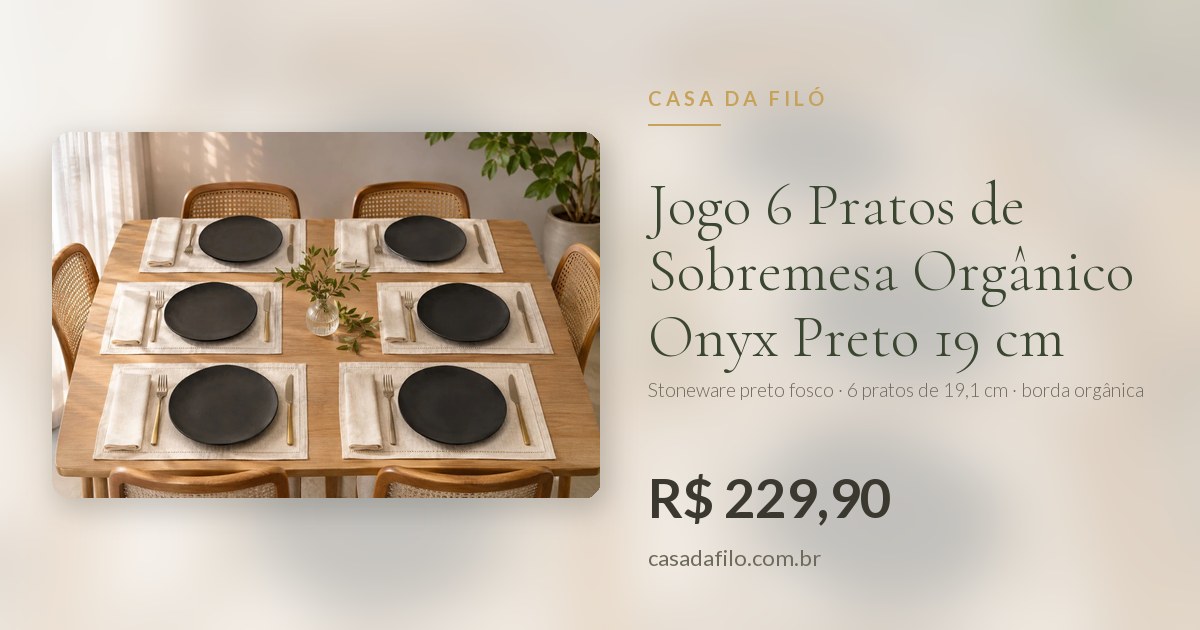 CASA DA FILÓ
Jogo 6 Pratos de
Sobremesa Orgânico
Onyx Preto 19 cm
Stoneware preto fosco · 6 pratos de 19,1 cm · borda orgânica
R$ 229,90
casadafilo.com.br